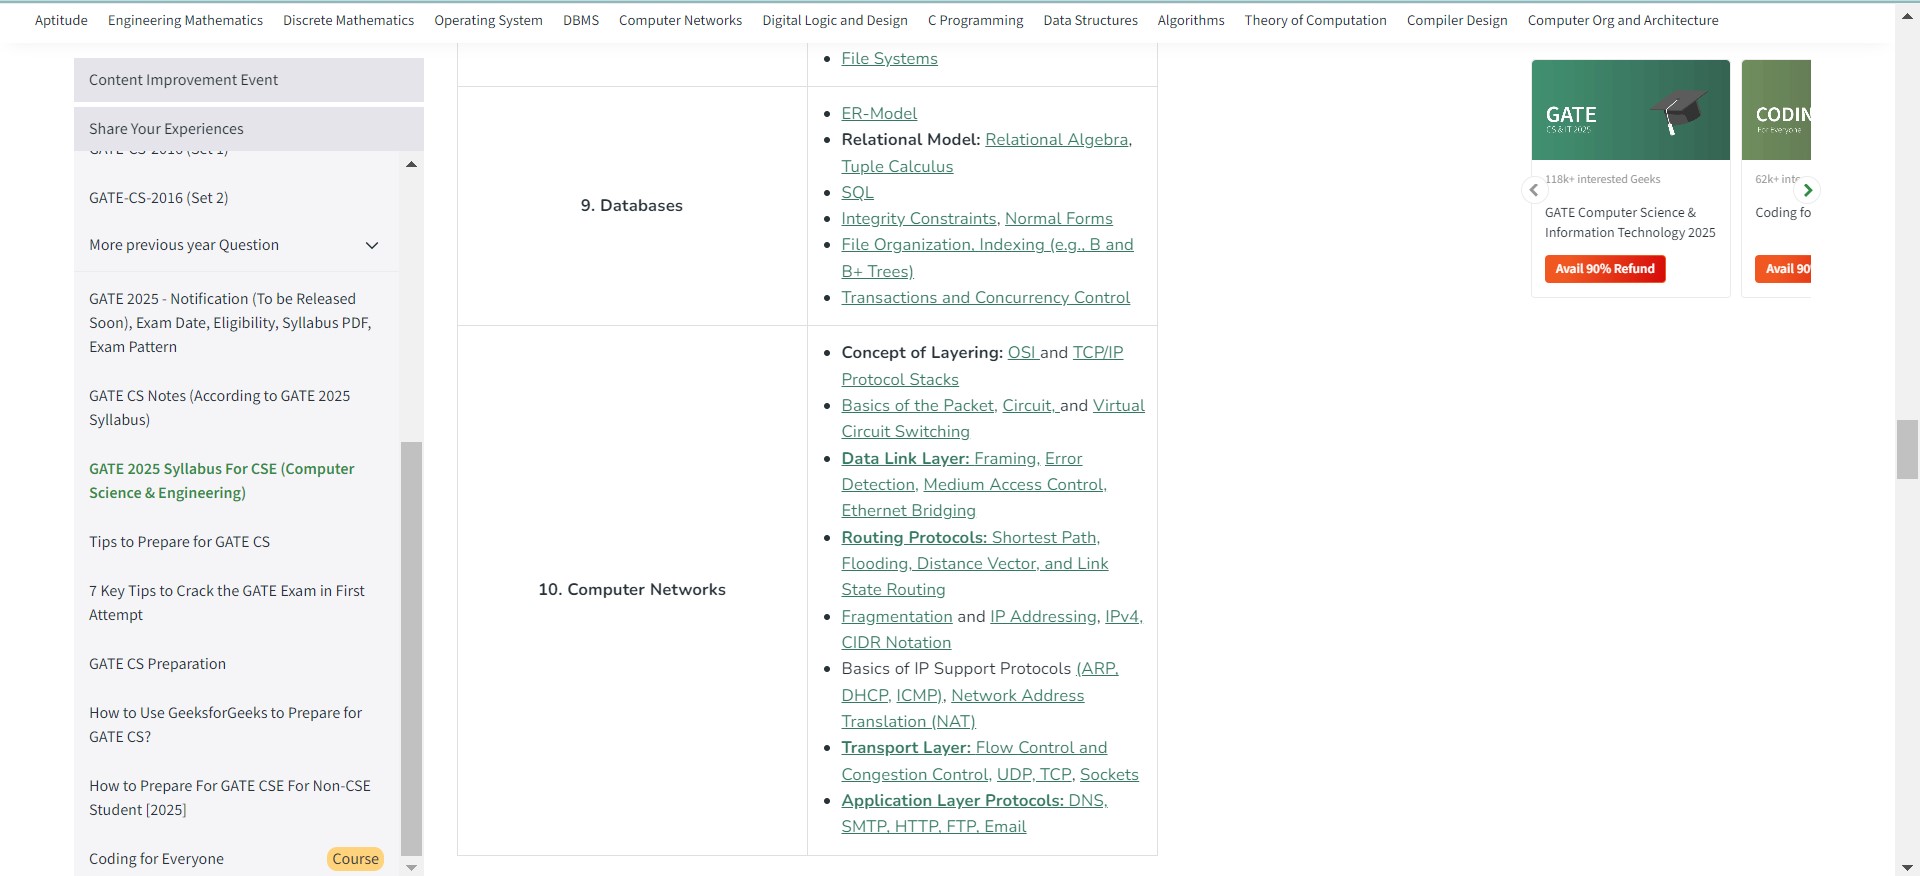 Aptitude Engineering Mathematics Discrete Mathematics Operating System DBMS Computer Networks Digital Logic and Design C Programming Data Structures Algorithms Theory of Computation Compiler Design Computer Org and Architecture
Content Improvement Event
Share Your Experiences
GATE-CS-2016 (Set 1)
GATE-CS-2016 (Set 2)
More previous year Question
GATE 2025 - Notification (To be Released
Soon), Exam Date, Eligibility, Syllabus PDF,
Exam Pattern
GATE CS Notes (According to GATE 2025
Syllabus)
GATE 2025 Syllabus For CSE (Computer
Science & Engineering)
Tips to Prepare for GATE CS
7 Key Tips to Crack the GATE Exam in First
Attempt
GATE CS Preparation
How to Use GeeksforGeeks to Prepare for
GATE CS?
How to Prepare For GATE CSE For Non-CSE
Student [2025]
Coding for Everyone Course
File Systems
9. Databases
ER-Model
Relational Model: Relational Algebra,
Tuple Calculus
SQL
Integrity Constraints, Normal Forms
File Organization, Indexing (e.g., B and
B+ Trees)
Transactions and Concurrency Control
10. Computer Networks
Concept of Layering: OSI and TCP/IP
Protocol Stacks
Basics of the Packet, Circuit, and Virtual
Circuit Switching
Data Link Layer: Framing, Error
Detection, Medium Access Control,
Ethernet Bridging
Routing Protocols: Shortest Path,
Flooding, Distance Vector, and Link
State Routing
Fragmentation and IP Addressing, IPv4,
CIDR Notation
Basics of IP Support Protocols (ARP,
DHCP, ICMP), Network Address
Translation (NAT)
Transport Layer: Flow Control and
Congestion Control, UDP, TCP, Sockets
Application Layer Protocols: DNS,
SMTP, HTTP, FTP, Email
GATE
CS & IT 2025
118k+ interested Geeks
GATE Computer Science &
Information Technology 2025
Avail 90% Refund
CODIN
For Everyone
62k+ inte
Coding fo
Avail 90